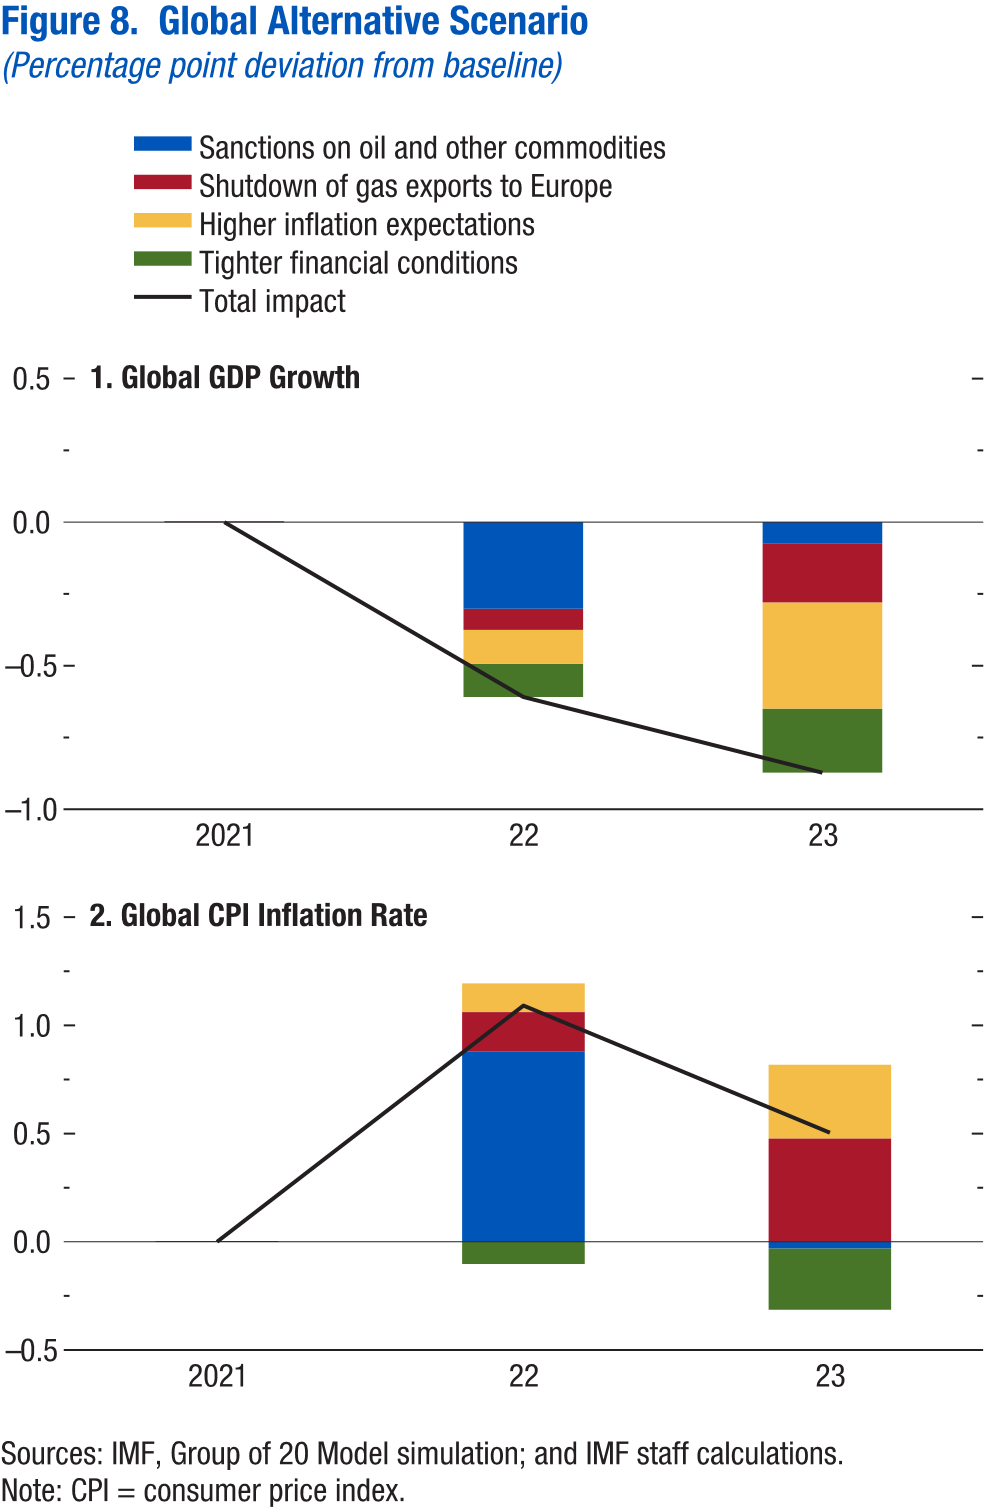 Figure 8. Global Alternative Scenario
(Percentage point deviation from baseline)
Sanctions on oil and other commodities
Shutdown of gas exports to Europe
Higher inflation expectations
Tighter financial conditions
Total impact
0.5
1. Global GDP Growth
0.0
–0.5
–1.0
2021 22 23
1.5
2. Global CPI Inflation Rate
1.0
0.5
0.0
–0.5
2021 22 23
Sources: IMF, Group of 20 Model simulation; and IMF staff calculations.
Note: CPI = consumer price index.